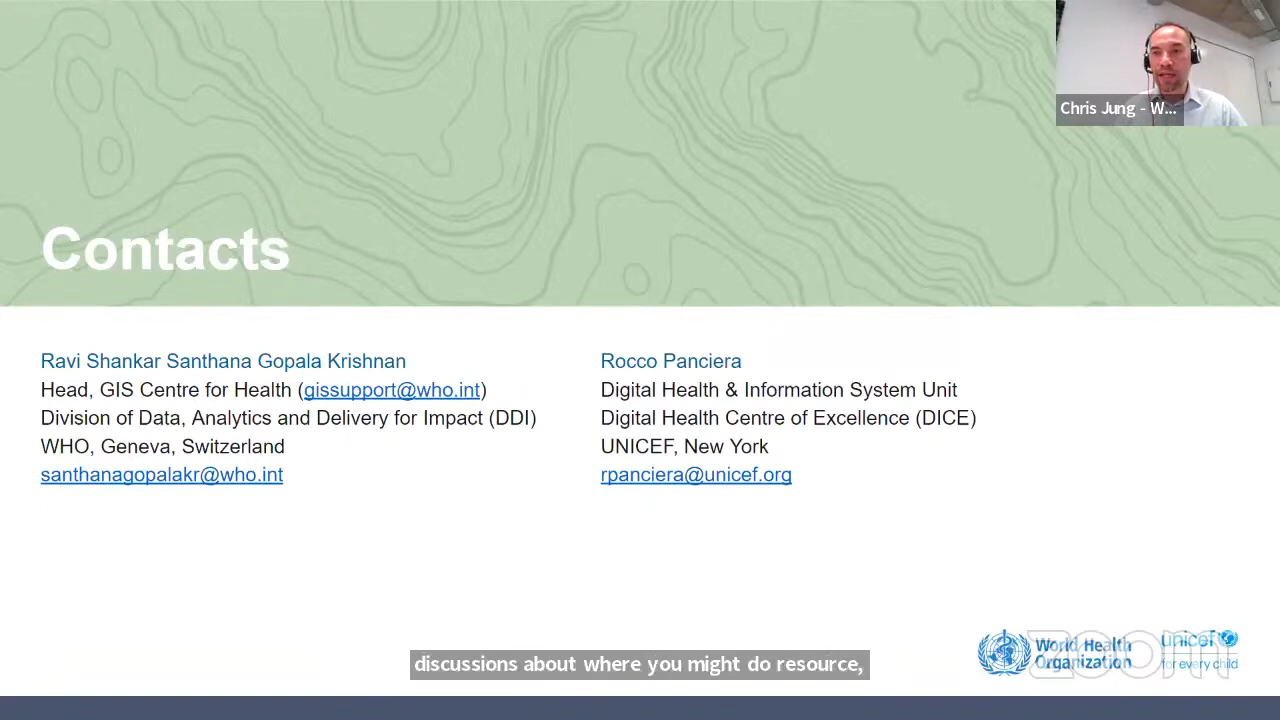 Chris Jung - W...
Contacts
Ravi Shankar Santhana Gopala Krishnan
Head, GIS Centre for Health (gissupport@who.int)
Division of Data, Analytics and Delivery for Impact (DDI)
WHO, Geneva, Switzerland
santhanagopalakr@who.int
Rocco Panciera
Digital Health & Information System Unit
Digital Health Centre of Excellence (DICE)
UNICEF, New York
rpanciera@unicef.org
discussions about where you might do resource,
World Health
Organization
unicef
for every child
zoom